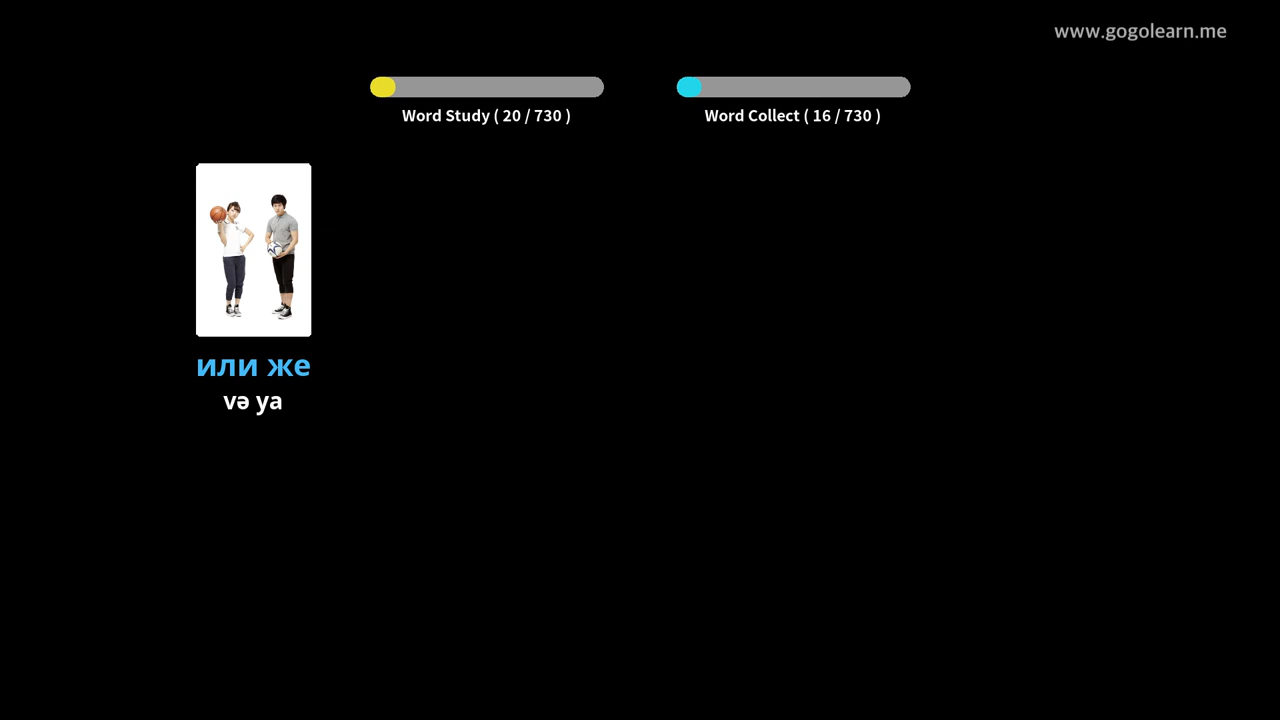 www.gogolearn.me
Word Study ( 20 / 730 )
Word Collect ( 16 / 730 )
или же
və ya